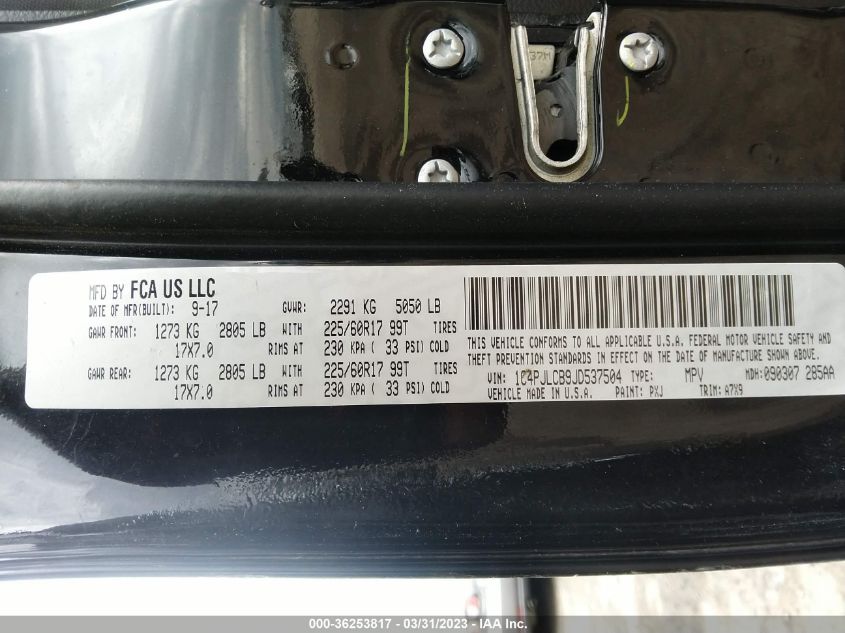 37M
MFD BY FCA US LLC
DATE OF MFR(BUILT): 9-17 GVWR: 2291 KG 5050 LB
GAWR FRONT: 1273 KG 2805 LB WITH 225/60R17 99T TIRES
17X7.0 RIMS AT 230 KPA ( 33 PSI) COLD
GAWR REAR: 1273 KG 2805 LB WITH 225/60R17 99T TIRES
17X7.0 RIMS AT 230 KPA ( 33 PSI) COLD
THIS VEHICLE CONFORMS TO ALL APPLICABLE U.S.A. FEDERAL MOTOR VEHICLE SAFETY AND
THEFT PREVENTION STANDARDS IN EFFECT ON THE DATE OF MANUFACTURE SHOWN ABOVE.
VIN: 1C4PJLCB9JD537504 TYPE: MPV MDH: 090307 285AA
VEHICLE MADE IN U.S.A. PAINT: PXJ TRIM: A7X9
000-36253817 - 03/31/2023 - © IAA Inc.